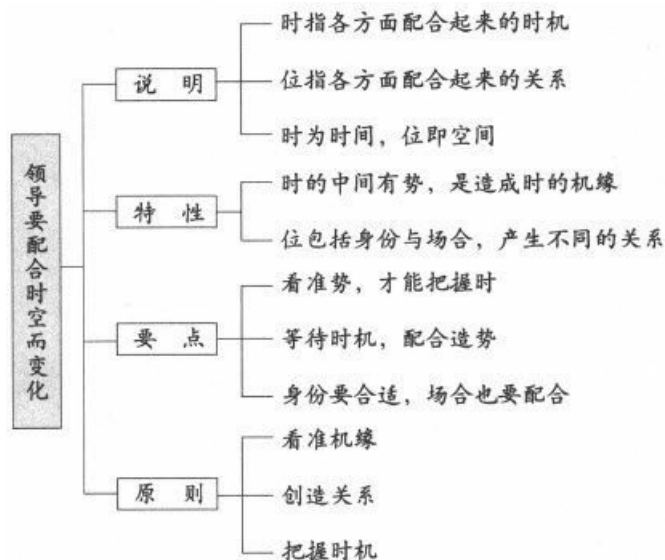 领导要配合时空而变化
说明
时指各方面配合起来的时机
位指各方面配合起来的关系
时为时间，位即空间
特性
时的中间有势，是造成时的机缘
位包括身份与场合，产生不同的关系
要点
看准势，才能把握时
等待时机，配合造势
身份要合适，场合也要配合
原则
看准机缘
创造关系
把握时机